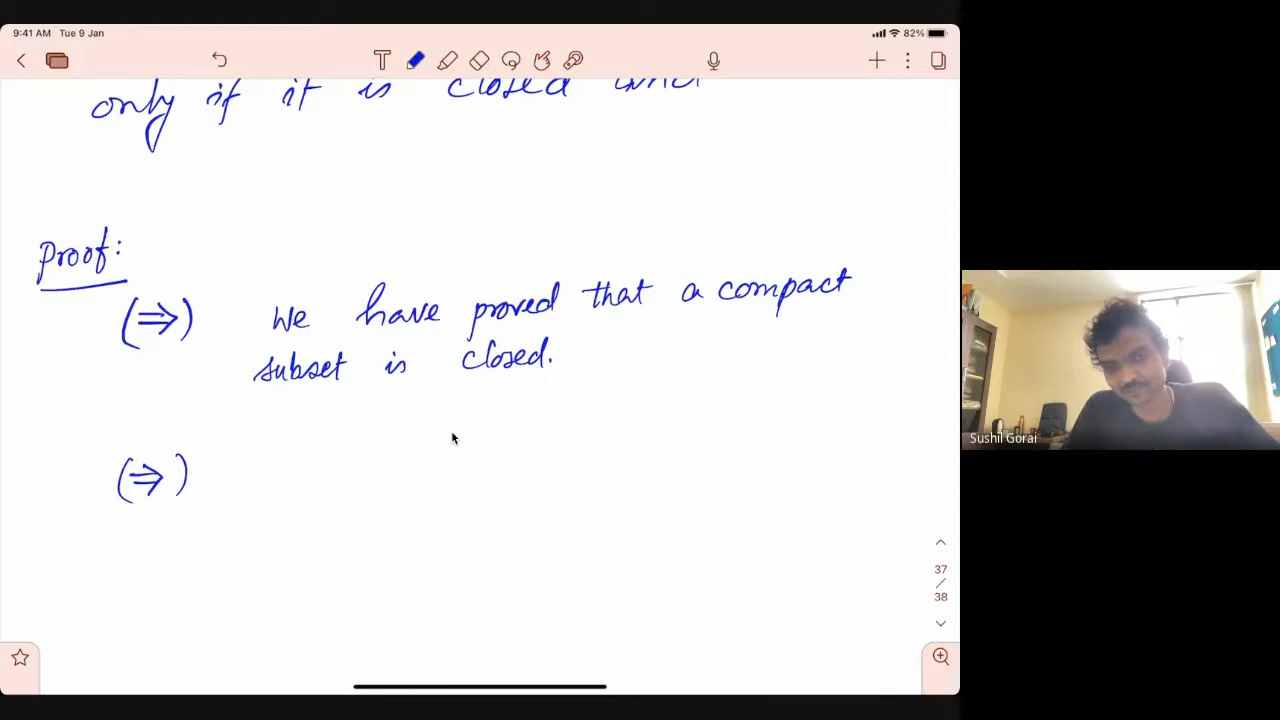 9:41 AM Tue 9 Jan
82%
T
only if it is closed and
Proof:
(⇒) We have proved that a compact
subset is closed.
(⇒)
37
/
38
Sushil Gorai